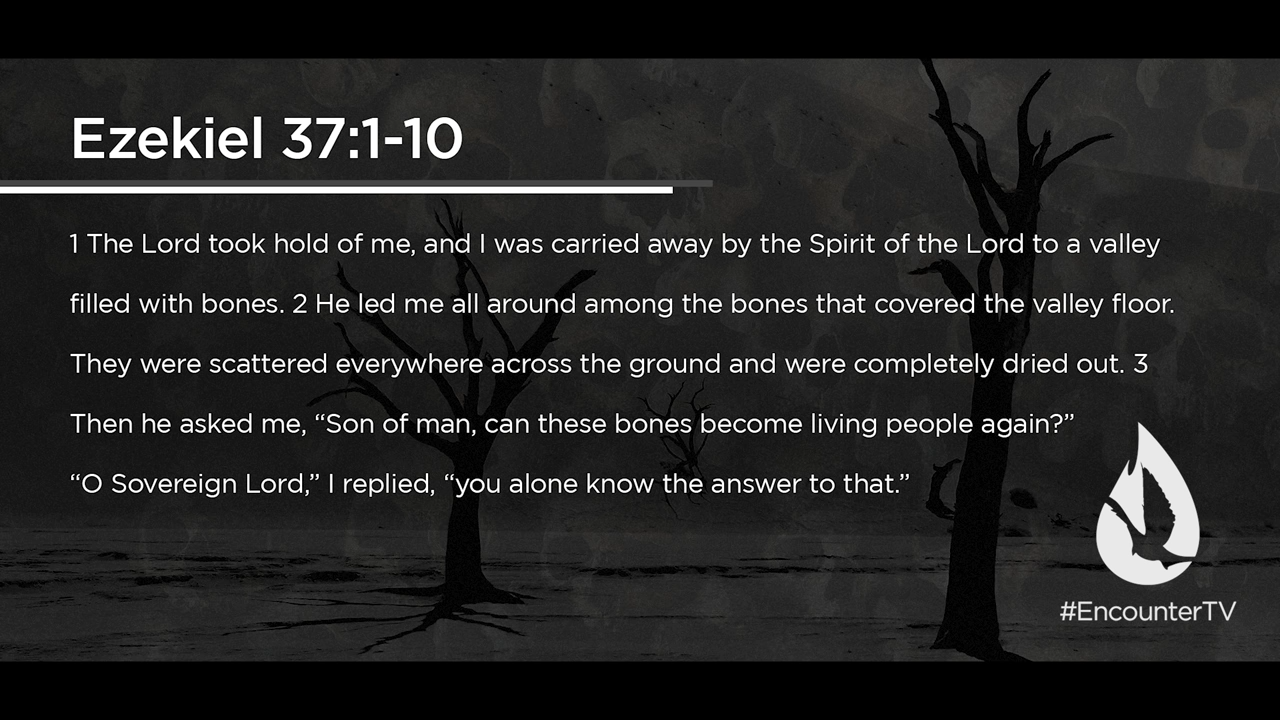 Ezekiel 37:1-10
1 The Lord took hold of me, and I was carried away by the Spirit of the Lord to a valley
filled with bones. 2 He led me all around among the bones that covered the valley floor.
They were scattered everywhere across the ground and were completely dried out. 3
Then he asked me, “Son of man, can these bones become living people again?”
“O Sovereign Lord,” I replied, “you alone know the answer to that.”
#EncounterTV